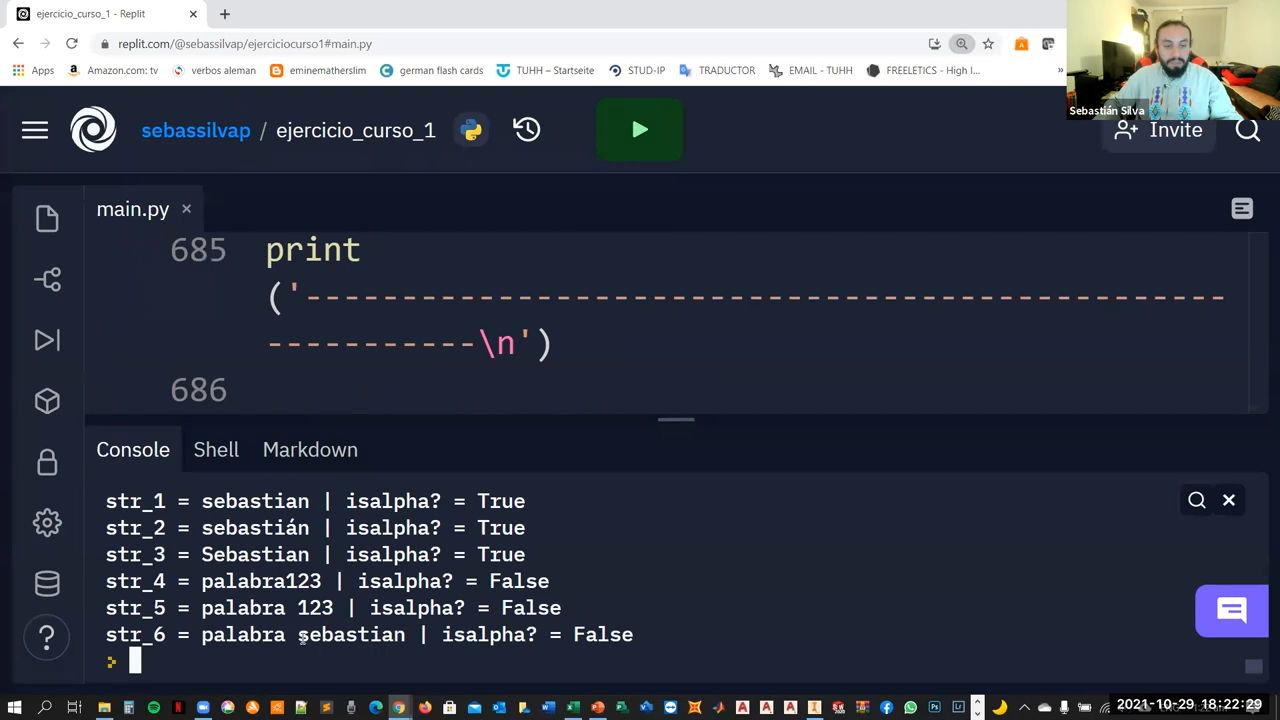 ejercicio_curso_1 - Replit
replit.com/@sebassilvap/ejerciciocurso1#main.py
Apps
Amazon.com: tv
verbos aleman
eminematherslim
german flash cards
TUHH – Startseite
STUD-IP
TRADUCTOR
EMAIL - TUHH
FREELETICS - High I...
»
Sebastián Silva
sebassilvap / ejercicio_curso_1
Invite
main.py
685 print
('------------------------------------------------
-----------\n')
686
Console
Shell
Markdown
str_1 = sebastian | isalpha? = True
str_2 = sebastián | isalpha? = True
str_3 = Sebastian | isalpha? = True
str_4 = palabra123 | isalpha? = False
str_5 = palabra 123 | isalpha? = False
str_6 = palabra sebastian | isalpha? = False
>
2021-10-29 18:22:29